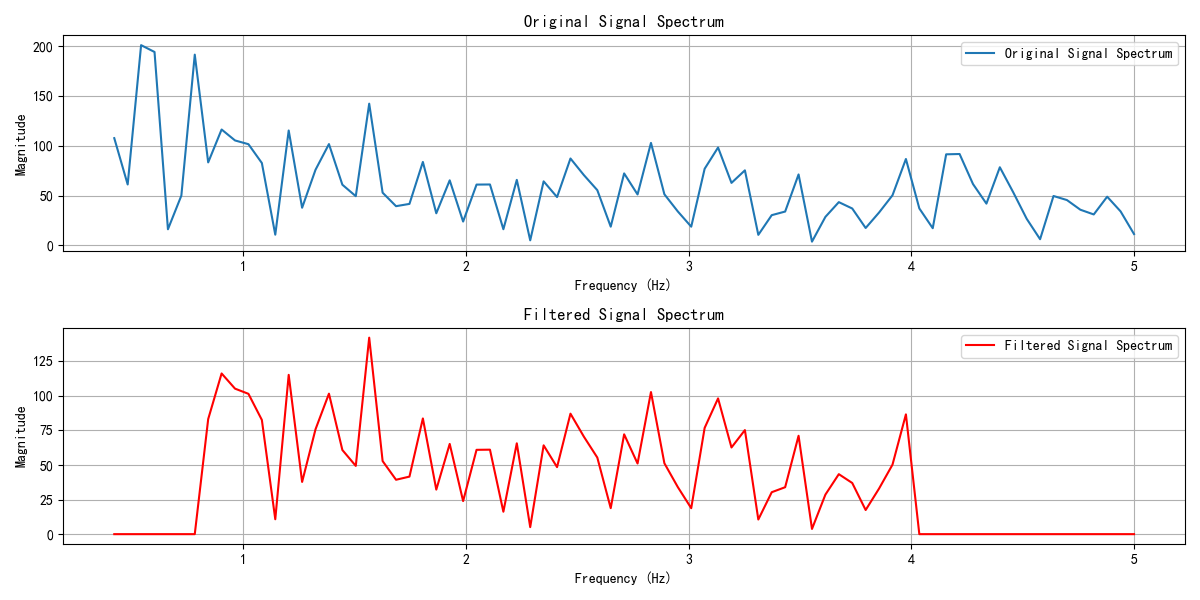 Original Signal Spectrum
200
150
100
50
0
Magnitude
Original Signal Spectrum
1 2 3 4 5
Frequency (Hz)
Filtered Signal Spectrum
125
100
75
50
25
0
Magnitude
Filtered Signal Spectrum
1 2 3 4 5
Frequency (Hz)